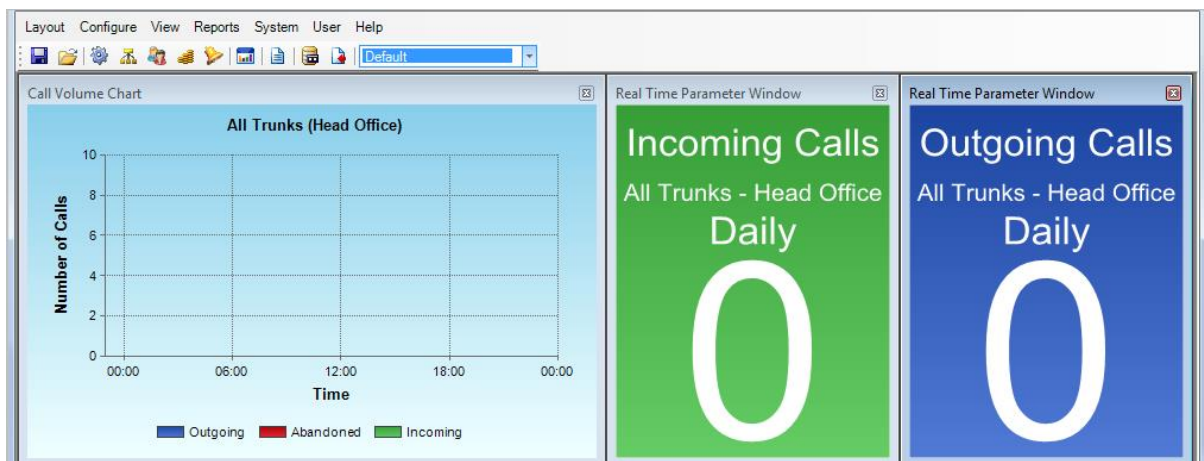 Layout Configure View Reports System User Help
Default
Call Volume Chart
All Trunks (Head Office)
Number of Calls
10
8
6
4
2
0
00:00 06:00 12:00 18:00 00:00
Time
Outgoing Abandoned Incoming
Real Time Parameter Window
Incoming Calls
All Trunks - Head Office
Daily
0
Real Time Parameter Window
Outgoing Calls
All Trunks - Head Office
Daily
0